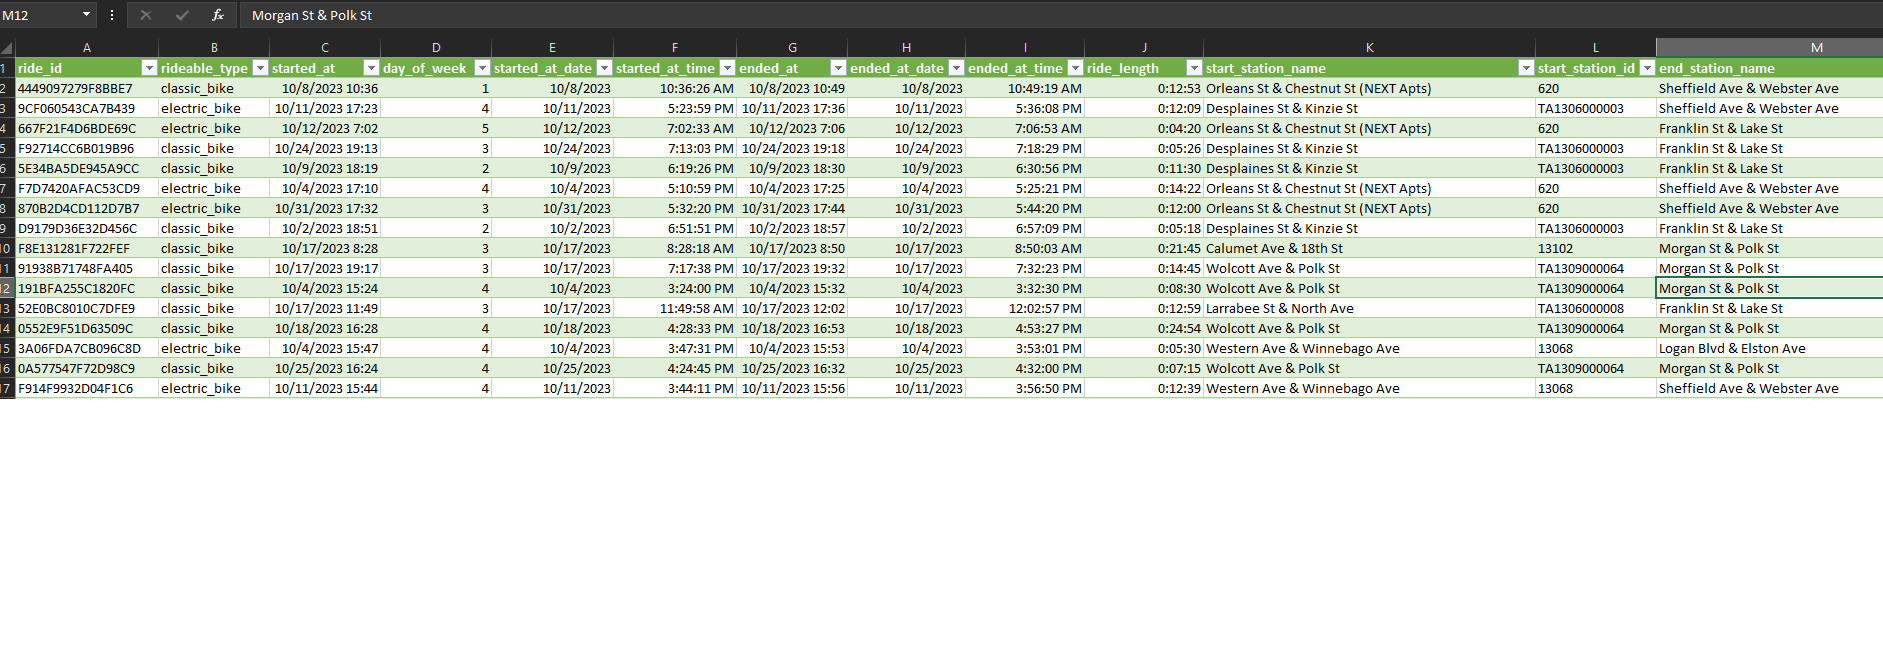 M12 fx Morgan St & Polk St
A B C D E F G H I J K L M
1 ride_id rideable_type started_at day_of_week started_at_date started_at_time ended_at ended_at_date ended_at_time ride_length start_station_name start_station_id end_station_name
2 4449097279F8BBE7 classic_bike 10/8/2023 10:36 1 10/8/2023 10:36:26 AM 10/8/2023 10:49 10/8/2023 10:49:19 AM 0:12:53 Orleans St & Chestnut St (NEXT Apts) 620 Sheffield Ave & Webster Ave
3 9CF060543CA7B439 electric_bike 10/11/2023 17:23 4 10/11/2023 5:23:59 PM 10/11/2023 17:36 10/11/2023 5:36:08 PM 0:12:09 Desplaines St & Kinzie St TA1306000003 Sheffield Ave & Webster Ave
4 667F21F4D6BDE69C electric_bike 10/12/2023 7:02 5 10/12/2023 7:02:33 AM 10/12/2023 7:06 10/12/2023 7:06:53 AM 0:04:20 Orleans St & Chestnut St (NEXT Apts) 620 Franklin St & Lake St
5 F92714CC6B019B96 classic_bike 10/24/2023 19:13 3 10/24/2023 7:13:03 PM 10/24/2023 19:18 10/24/2023 7:18:29 PM 0:05:26 Desplaines St & Kinzie St TA1306000003 Franklin St & Lake St
6 5E34BA5DE945A9CC classic_bike 10/9/2023 18:19 2 10/9/2023 6:19:26 PM 10/9/2023 18:30 10/9/2023 6:30:56 PM 0:11:30 Desplaines St & Kinzie St TA1306000003 Franklin St & Lake St
7 F7D7420AFAC53CD9 electric_bike 10/4/2023 17:10 4 10/4/2023 5:10:59 PM 10/4/2023 17:25 10/4/2023 5:25:21 PM 0:14:22 Orleans St & Chestnut St (NEXT Apts) 620 Sheffield Ave & Webster Ave
8 870B2D4CD112D7B7 electric_bike 10/31/2023 17:32 3 10/31/2023 5:32:20 PM 10/31/2023 17:44 10/31/2023 5:44:20 PM 0:12:00 Orleans St & Chestnut St (NEXT Apts) 620 Sheffield Ave & Webster Ave
9 D9179D36E32D456C classic_bike 10/2/2023 18:51 2 10/2/2023 6:51:51 PM 10/2/2023 18:57 10/2/2023 6:57:09 PM 0:05:18 Desplaines St & Kinzie St TA1306000003 Franklin St & Lake St
10 F8E131281F722FEF classic_bike 10/17/2023 8:28 3 10/17/2023 8:28:18 AM 10/17/2023 8:50 10/17/2023 8:50:03 AM 0:21:45 Calumet Ave & 18th St 13102 Morgan St & Polk St
11 91938B71748FA405 classic_bike 10/17/2023 19:17 3 10/17/2023 7:17:38 PM 10/17/2023 19:32 10/17/2023 7:32:23 PM 0:14:45 Wolcott Ave & Polk St TA1309000064 Morgan St & Polk St
12 191BFA255C1820FC classic_bike 10/4/2023 15:24 4 10/4/2023 3:24:00 PM 10/4/2023 15:32 10/4/2023 3:32:30 PM 0:08:30 Wolcott Ave & Polk St TA1309000064 Morgan St & Polk St
13 52E0BC8010C7DFE9 classic_bike 10/17/2023 11:49 3 10/17/2023 11:49:58 AM 10/17/2023 12:02 10/17/2023 12:02:57 PM 0:12:59 Larrabee St & North Ave TA1306000008 Franklin St & Lake St
14 0552E9F51D63509C classic_bike 10/18/2023 16:28 4 10/18/2023 4:28:33 PM 10/18/2023 16:53 10/18/2023 4:53:27 PM 0:24:54 Wolcott Ave & Polk St TA1309000064 Morgan St & Polk St
15 3A06FDA7CB096C8D electric_bike 10/4/2023 15:47 4 10/4/2023 3:47:31 PM 10/4/2023 15:53 10/4/2023 3:53:01 PM 0:05:30 Western Ave & Winnebago Ave 13068 Logan Blvd & Elston Ave
16 0A577547F72D98C9 classic_bike 10/25/2023 16:24 4 10/25/2023 4:24:45 PM 10/25/2023 16:32 10/25/2023 4:32:00 PM 0:07:15 Wolcott Ave & Polk St TA1309000064 Morgan St & Polk St
17 F914F9932D04F1C6 electric_bike 10/11/2023 15:44 4 10/11/2023 3:44:11 PM 10/11/2023 15:56 10/11/2023 3:56:50 PM 0:12:39 Western Ave & Winnebago Ave 13068 Sheffield Ave & Webster Ave